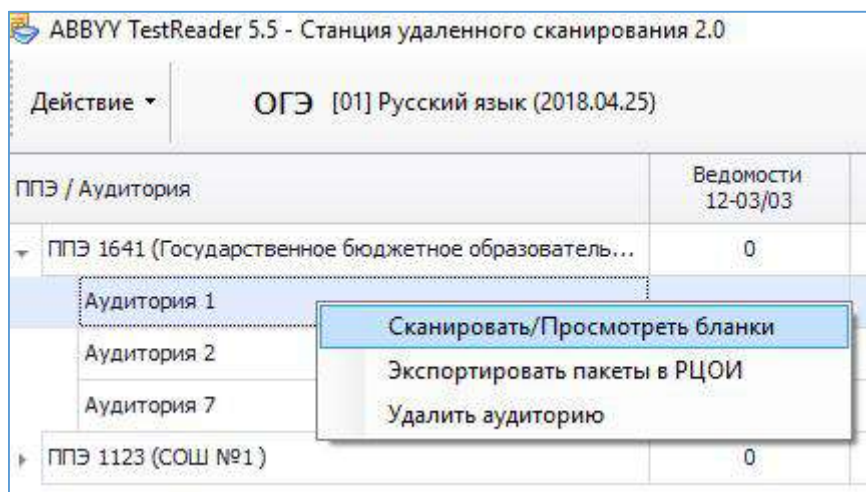 ABBYY TestReader 5.5 - Станция удаленного сканирования 2.0
Действие
ОГЭ [01] Русский язык (2018.04.25)
ППЭ / Аудитория
Ведомости
12-03/03
ППЭ 1641 (Государственное бюджетное образователь... 0
Аудитория 1
Сканировать/Просмотреть бланки
Аудитория 2
Экспортировать пакеты в РЦОИ
Аудитория 7
Удалить аудиторию
ППЭ 1123 (СОШ №1 ) 0